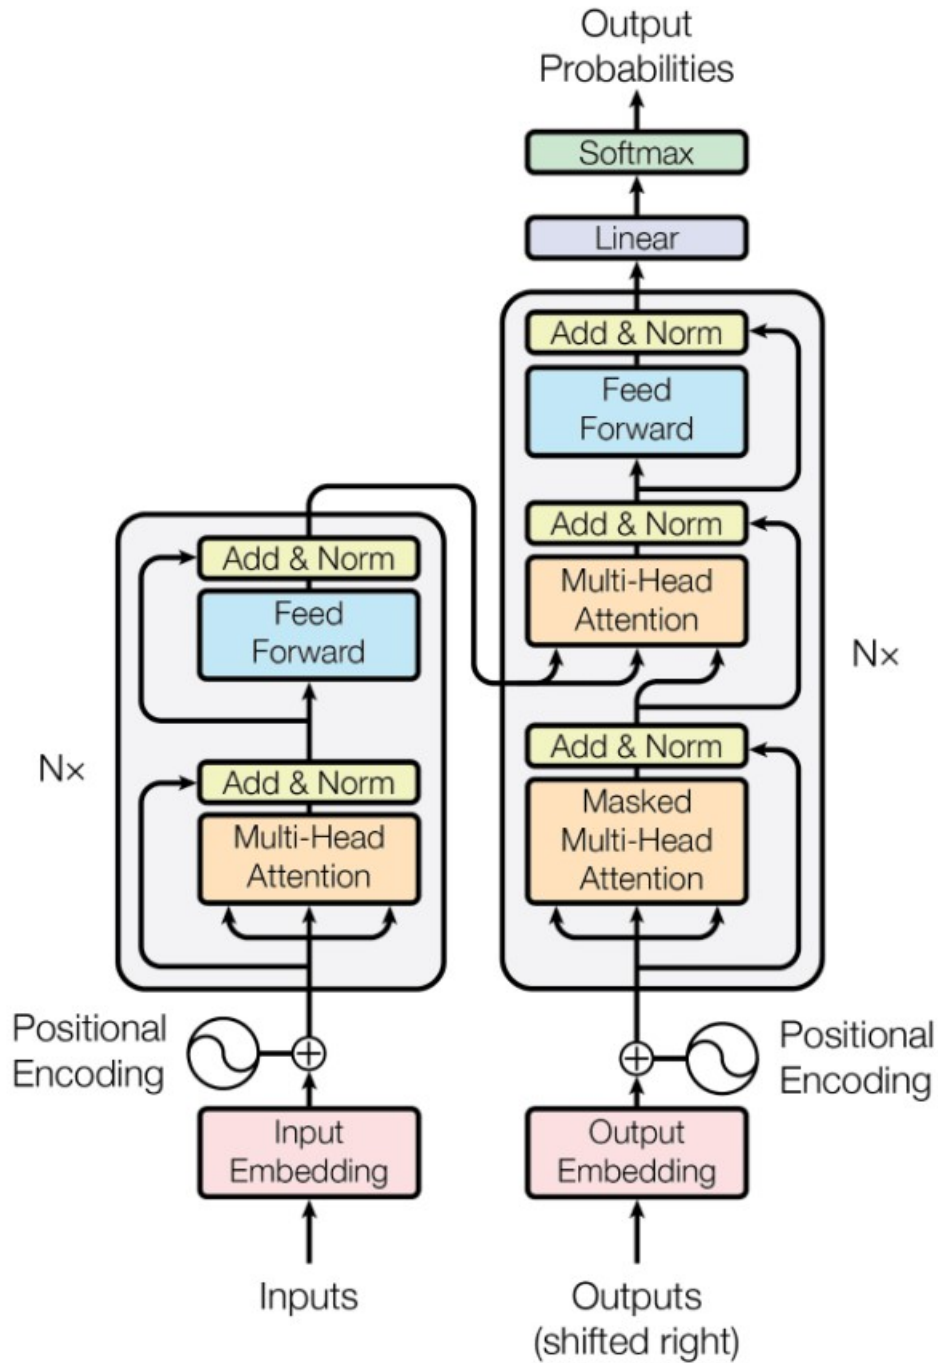 Output
Probabilities
Softmax
Linear
Add & Norm
Feed
Forward
Add & Norm
Multi-Head
Attention
Nx
Add & Norm
Masked
Multi-Head
Attention
Add & Norm
Feed
Forward
Nx
Add & Norm
Multi-Head
Attention
Positional
Encoding
Positional
Encoding
Input
Embedding
Output
Embedding
Inputs
Outputs
(shifted right)